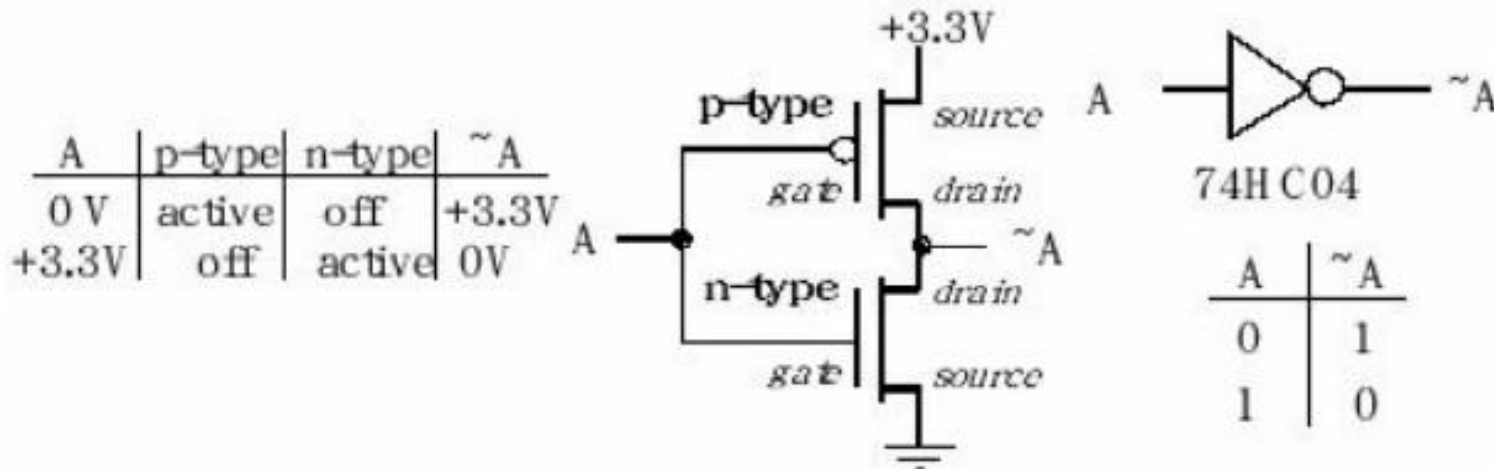 A p-type n-type ~A
0V active off +3.3V
+3.3V off active 0V
+3.3V
p-type
source
gate
drain
A
~A
n-type
drain
gate
source
A ~A
74HC04
A ~A
0 1
1 0